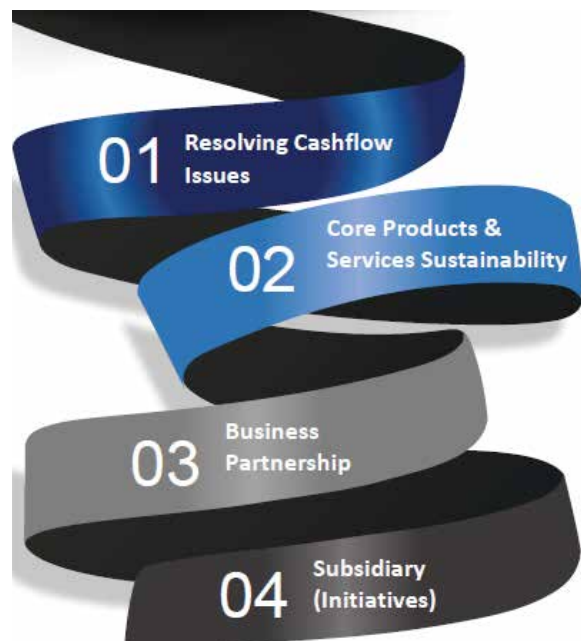 01
Resolving Cashflow
Issues
02
Core Products &
Services Sustainability
03
Business
Partnership
04
Subsidiary
(Initiatives)